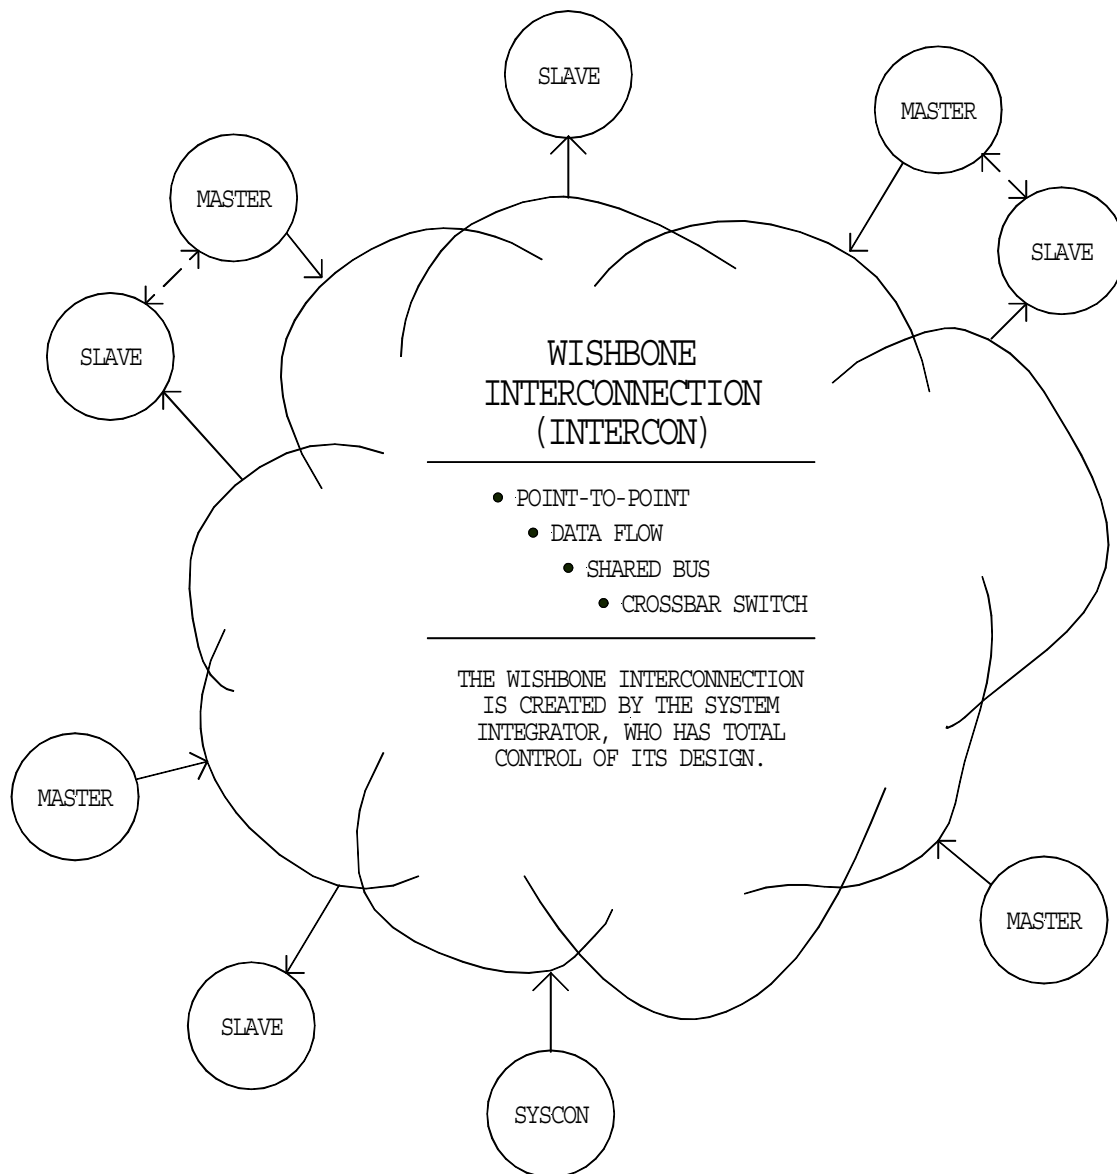 SLAVE
MASTER
MASTER
SLAVE
SLAVE
WISHBONE
INTERCONNECTION
(INTERCON)
• POINT-TO-POINT
• DATA FLOW
• SHARED BUS
• CROSSBAR SWITCH
THE WISHBONE INTERCONNECTION
IS CREATED BY THE SYSTEM
INTEGRATOR, WHO HAS TOTAL
CONTROL OF ITS DESIGN.
MASTER
MASTER
SLAVE
SYSCON